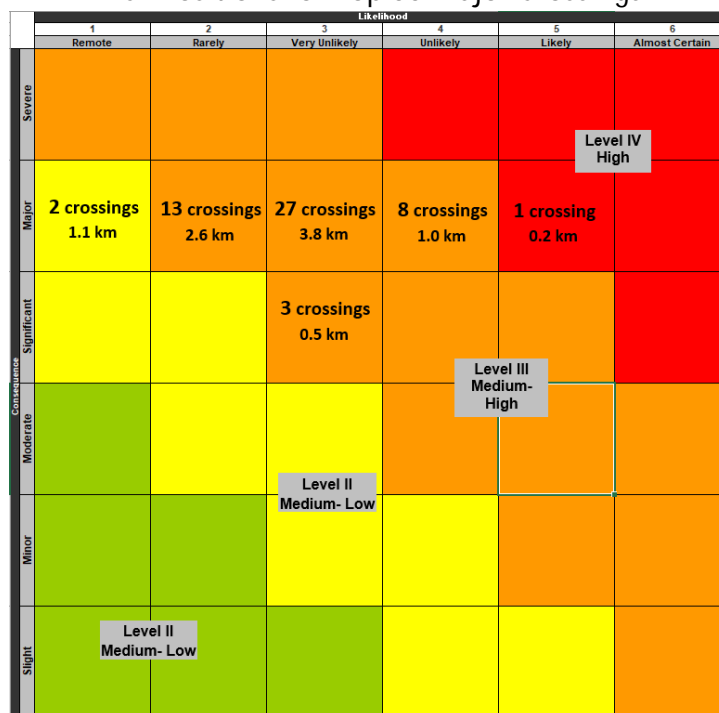 Likelihood
1 2 3 4 5 6
Remote Rarely Very Unlikely Unlikely Likely Almost Certain
Consequence
Severe
Level IV
High
Major
2 crossings 13 crossings 27 crossings 8 crossings 1 crossing
1.1 km 2.6 km 3.8 km 1.0 km 0.2 km
Significant
3 crossings
0.5 km
Level III
Medium-
High
Moderate
Level II
Medium- Low
Minor
Level II
Medium- Low
Slight